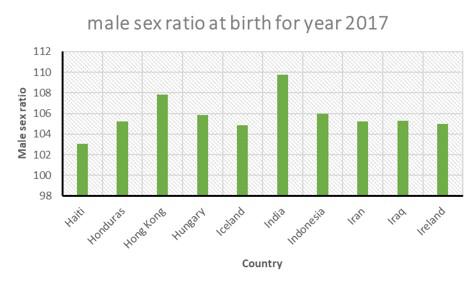 male sex ratio at birth for year 2017
112
110
108
106
104
102
100
98
Male sex ratio
Haiti
Honduras
Hong Kong
Hungary
Iceland
India
Indonesia
Iran
Iraq
Ireland
Country